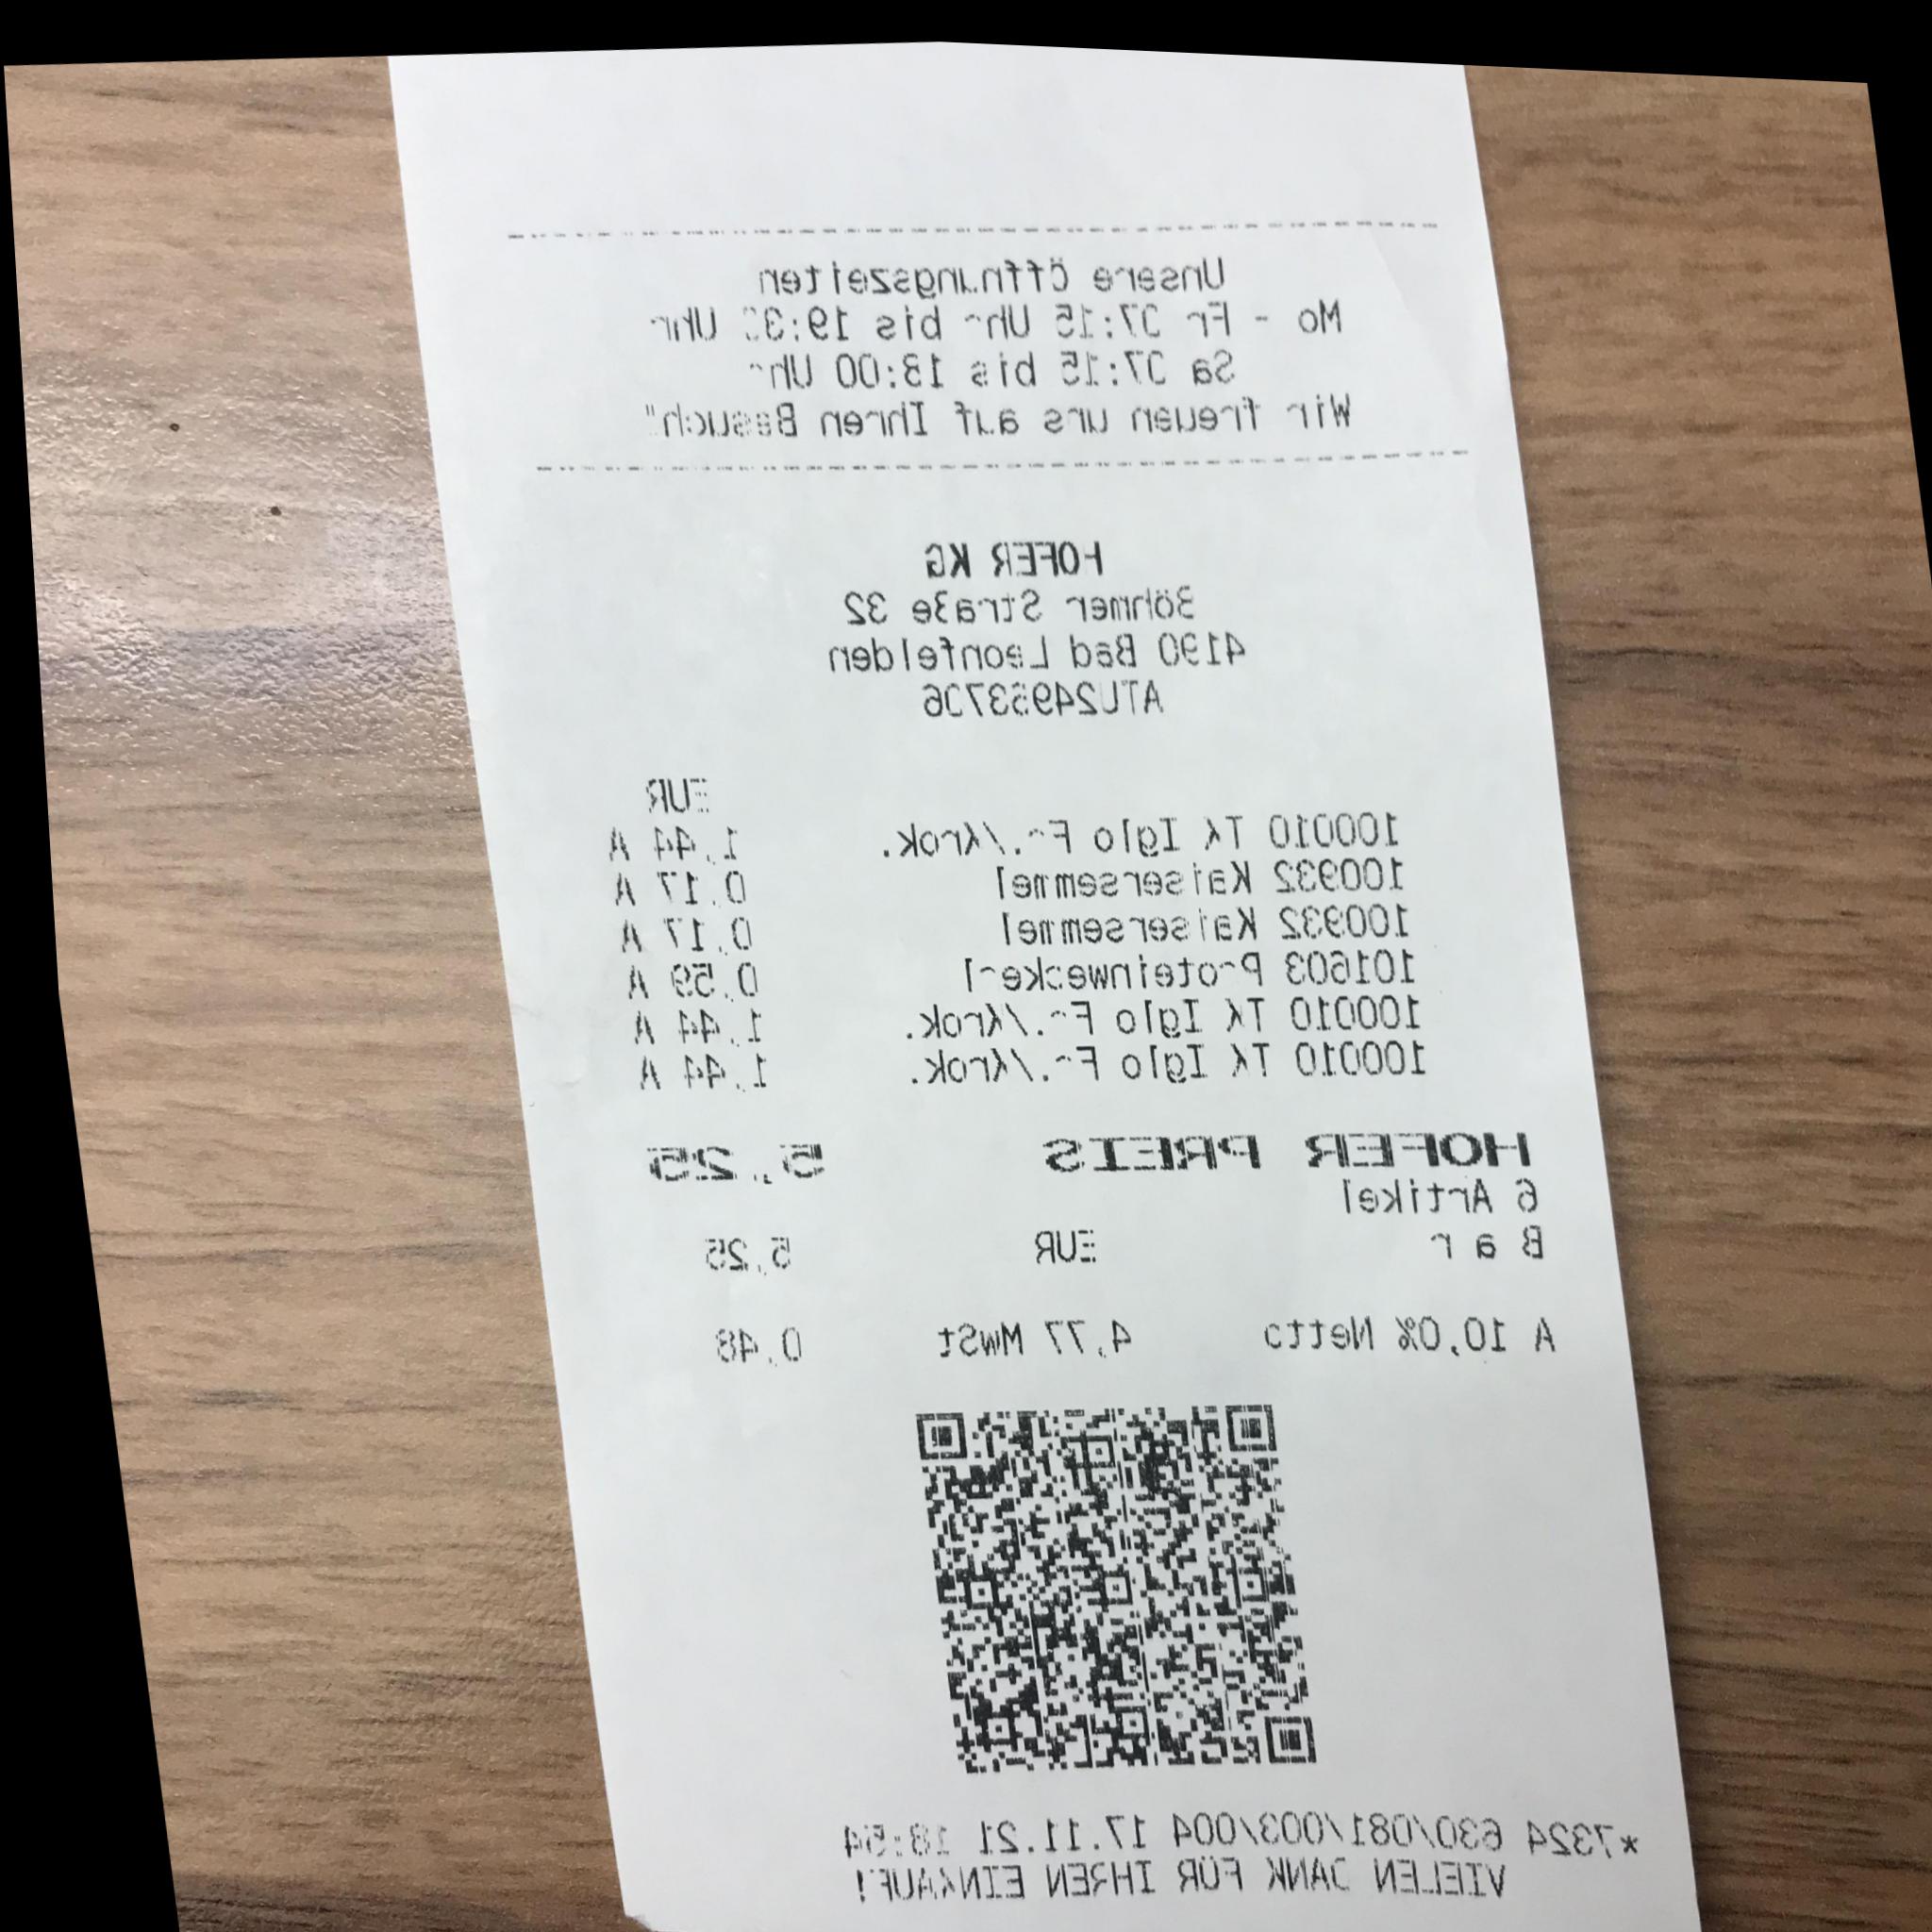 Unsere Öffnungszeiten
Mo - Fr 07:15 Uhr bis 19:30 Uhr
Sa 07:15 bis 18:00 Uhr
Wir freuen uns auf Ihren Besuch"
HOFER KG
Böhmer Straße 32
4190 Bad Leonfelden
EUR
100010 TK Iglo Fr./Krok. 1,44 A
100932 Kaisersemmel 0,17 A
100932 Kaisersemmel 0,17 A
101603 Proteinweckerl 0,59 A
100010 TK Iglo Fr./Krok. 1,44 A
100010 TK Iglo Fr./Krok. 1,44 A
HOFER PREIS 5,25
6 Artikel
Bar EUR 5,25
A 10,0% Netto 4,77 MwSt 0,48
*7324 630/081/003/004 17.11.21 18:54
VIELEN DANK FÜR IHREN EINKAUF!